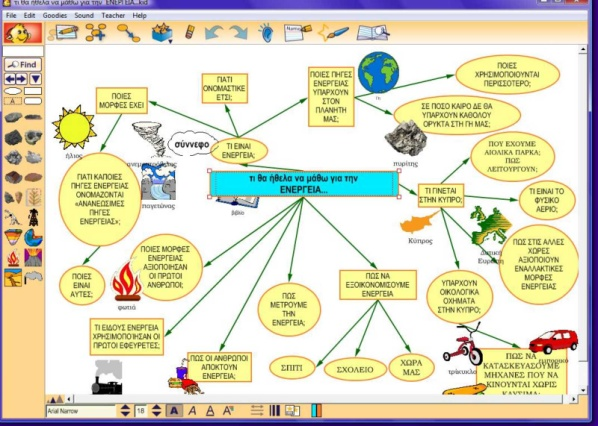 τι θα ήθελα να μάθω για την ΕΝΕΡΓΕΙΑ...kid
File Edit Goodies Sound Teacher Help
Find
ΠΟΙΕΣ
ΜΟΡΦΕΣ ΕΧΕΙ
ΓΙΑΤΙ
ΟΝΟΜΑΣΤΙΚΕ
ΕΤΣΙ;
ΠΟΙΕΣ ΠΗΓΕΣ
ΕΝΕΡΓΕΙΑΣ
ΥΠΑΡΧΟΥΝ
ΣΤΟΝ
ΠΛΑΝΗΤΗ
ΜΑΣ;
ΠΟΙΕΣ
ΧΡΗΣΙΜΟΠΟΙΟΥΝΤΑΙ
ΠΕΡΙΣΣΟΤΕΡΟ;
ΣΕ ΠΟΣΟ ΚΑΙΡΟ ΔΕ ΘΑ
ΥΠΑΡΧΟΥΝ ΚΑΘΟΛΟΥ
ΟΡΥΚΤΑ ΣΤΗ ΓΗ ΜΑΣ;
ήλιος
σύννεφο
ΤΙ ΕΙΝΑΙ
ΕΝΕΡΓΕΙΑ;
πυρίτης
ΠΟΥ ΕΧΟΥΜΕ
ΑΙΟΛΙΚΑ ΠΑΡΚΑ;
ΠΩΣ
ΛΕΙΤΟΥΡΓΟΥΝ;
ΓΙΑΤΙ ΚΑΠΟΙΕΣ
ΠΗΓΕΣ ΕΝΕΡΓΕΙΑΣ
ΟΝΟΜΑΖΟΝΤΑΙ
«ΑΝΑΝΕΩΣΙΜΕΣ
ΠΗΓΕΣ
ΕΝΕΡΓΕΙΑΣ»;
παγετώνας
τι θα ήθελα να μάθω για την
ΕΝΕΡΓΕΙΑ...
ΤΙ ΓΙΝΕΤΑΙ
ΣΤΗΝ ΚΥΠΡΟ;
ΤΙ ΕΙΝΑΙ ΤΟ
ΦΥΣΙΚΟ
ΑΕΡΙΟ;
Κύπρος
Δυτική
Ευρώπη
ΠΩΣ ΣΤΙΣ ΑΛΛΕΣ
ΧΩΡΕΣ
ΑΞΙΟΠΟΙΟΥΝ
ΕΝΑΛΛΑΚΤΙΚΕΣ
ΜΟΡΦΕΣ
ΕΝΕΡΓΕΙΑΣ
ΠΟΙΕΣ
ΕΙΝΑΙ
ΑΥΤΕΣ;
φωτιά
ΠΟΙΕΣ ΜΟΡΦΕΣ
ΕΝΕΡΓΕΙΑΣ
ΑΞΙΟΠΟΙΗΣΑΝ
ΟΙ ΠΡΩΤΟΙ
ΑΝΘΡΩΠΟΙ;
ΠΩΣ
ΜΕΤΡΟΥΜΕ
ΤΗΝ
ΕΝΕΡΓΕΙΑ;
ΠΩΣ ΝΑ
ΕΞΟΙΚΟΝΟΜΙΣΟΥΜΕ
ΕΝΕΡΓΕΙΑ
ΥΠΑΡΧΟΥΝ
ΟΙΚΟΛΟΓΙΚΑ
ΟΧΗΜΑΤΑ
ΣΤΗΝ ΚΥΠΡΟ;
ΤΙ ΕΙΔΟΥΣ ΕΝΕΡΓΕΙΑ
ΧΡΗΣΙΜΟΠΟΙΗΣΑΝ ΟΙ
ΠΡΩΤΟΙ ΕΦΕΥΡΕΤΕΣ;
ΠΩΣ ΟΙ ΑΝΘΡΩΠΟΙ
ΑΠΟΚΤΟΥΝ
ΕΝΕΡΓΕΙΑ;
ΣΠΙΤΙ
ΣΧΟΛΕΙΟ
ΧΩΡΑ
ΜΑΣ
τρίκυκλο
ΠΩΣ ΝΑ
ΚΑΤΑΣΚΕΥΑΣΟΥΜΕ
ΜΗΧΑΝΕΣ ΠΟΥ ΝΑ
ΚΙΝΟΥΝΤΑΙ ΧΩΡΙΣ
ΚΑΥΣΙΜΑ;
Arial Narrow 18 A A A A